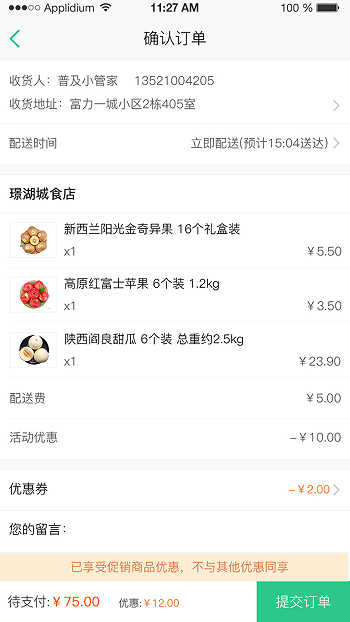 Applidium 11:27 AM 100 %
确认订单
收货人：普及小管家 13521004205
收货地址：富力一城小区2栋405室
配送时间 立即配送(预计15:04送达)
璟湖城食店
新西兰阳光金奇异果 16个礼盒装
x1 ￥5.50
高原红富士苹果 6个装 1.2kg
x1 ￥3.50
陕西阎良甜瓜 6个装 总重约2.5kg
x1 ￥23.90
配送费 ￥5.00
活动优惠 -￥10.00
优惠券 -￥2.00
您的留言：
已享受促销商品优惠，不与其他优惠同享
待支付:￥75.00 优惠: ￥12.00 提交订单